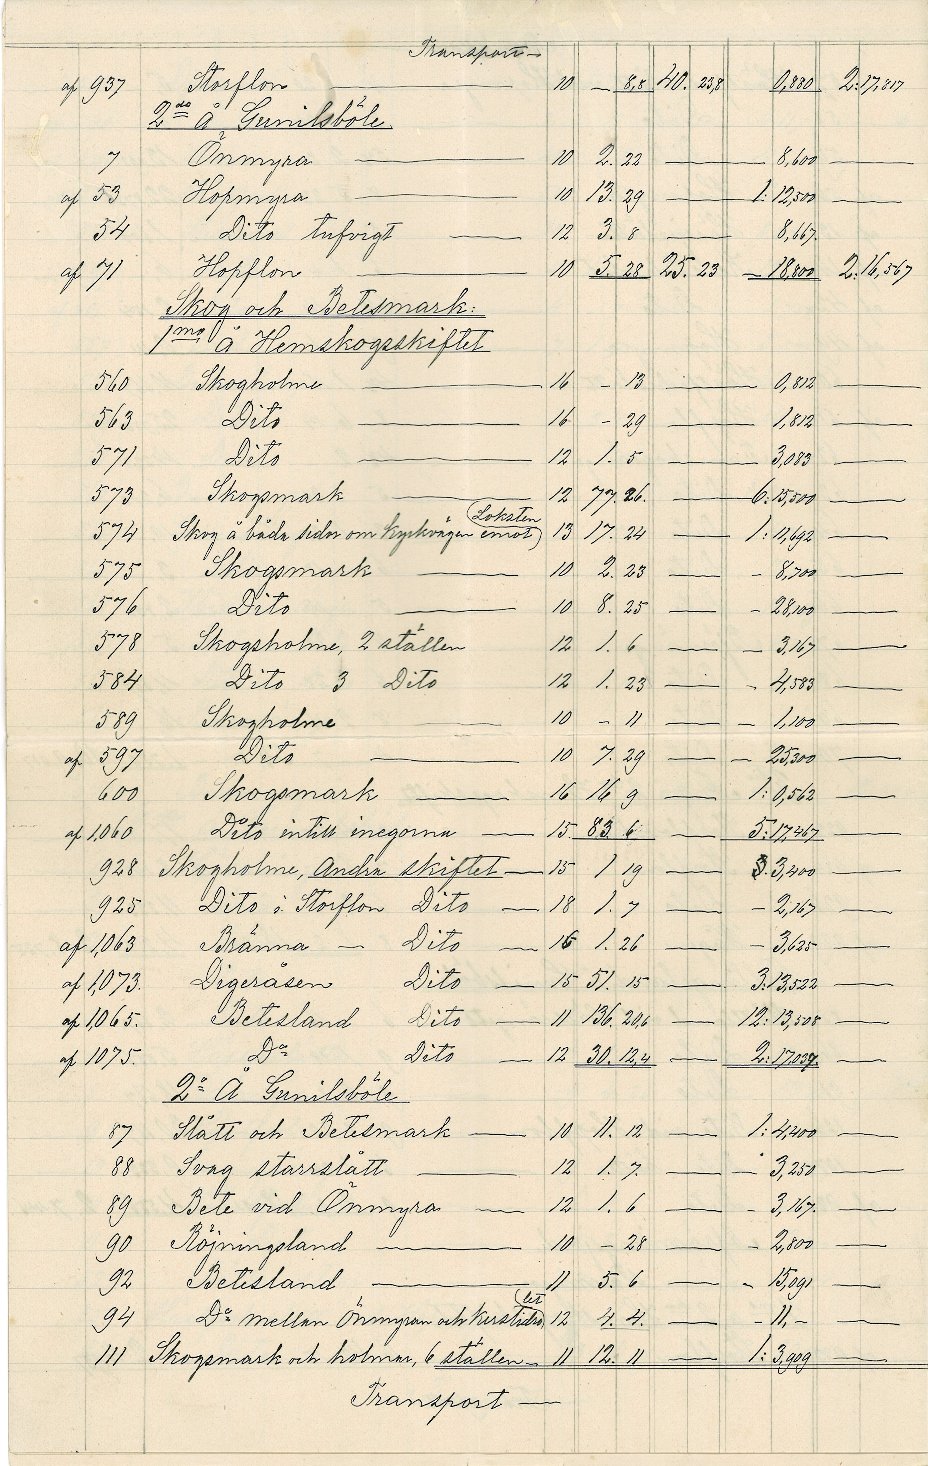 Transport —
af 937 Storflon — 10 – 8,8 40. 23,8 0,880 2:17,817
2do Å Gunilsböle.
7 Önmyra — 10 2. 22 — 8,600 —
af 53 Hopmyra — 10 13. 29 — 1: 12,500 —
54 Dito tufvigt — 12 3. 8 — 8,667. —
af 71 Hopflon — 10 5. 28 25. 23 – 18,800 2:16,567
Skog och Betesmark:
1mo Å Hemskogsskiftet
560 Skogholme — 16 – 13 — 0,812 —
563 Dito — 16 – 29 — 1,812 —
571 Dito — 12 1. 5 — 3,083 —
573 Skogsmark — 12 77. 26. — 6: 15,500 —
Loksten
574 Skog å båda sidor om Kyrkvägen emot 13 17. 24 — 1: 11,692 —
575 Skogsmark — 10 2. 23 — – 8,700 —
576 Dito — 10 8. 25 — – 28,100 —
578 Skogsholme, 2 ställen 12 1. 6 — – 3,167 —
584 Dito 3 Dito 12 1. 23 — – 4,583 —
589 Skogholme — 10 – 11 — – 1,100 —
af 597 Dito — 10 7. 29 — – 25,300 —
600 Skogsmark — 16 16 9 — 1: 0,562 —
af 1,060 Dito intill inegorna — 15 83. 6 — 5: 17,467 —
928 Skogholme, Andra skiftet — 15 1 19 — 3,400 —
925 Dito i Storflon Dito — 18 1. 7 — – 2,167 —
af 1,063 Bränna — Dito — 16 1. 26 — – 3,625 —
af 1,073. Digeråsen Dito — 15 51. 15 — 3: 13,522 —
af 1,065. Betesland Dito — 11 136. 20,6 — 12: 13,508 —
af 1075. Do Dito — 12 30. 12,4 — 2: 17,037. —
2o Å Gunilsböle
87 Slått och Betesmark — 10 11. 12 — 1: 4,400 —
88 Svag starrslått — 12 1. 7. — – 3,250 —
89 Bete vid Önmyra — 12 1. 6 — – 3,167. —
90 Röjningsland — 10 – 28 — – 2,800 —
92 Betesland — 11 5. 6 — – 15,091 —
94 Do mellan Önmyran och 12 4. 4. — – 11, – —
111 Skogsmark och holmar, 6 ställen — 11 12. 11 — 1: 3,909 —
Transport —